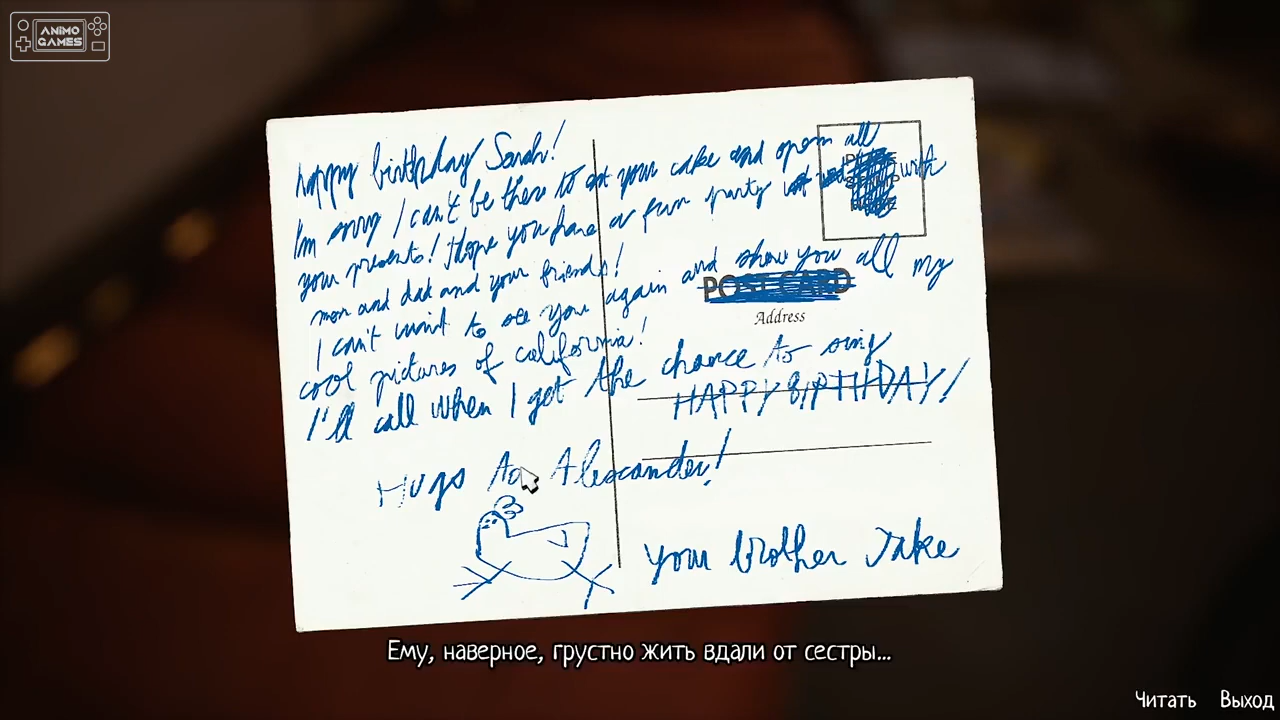 ANIMO
GAMES
happy birthday Sarah!
I'm sorry I can't be there to eat your cake and open all
your presents! I hope you have a fun party with
mom and dad and your friends!
I can't wait to see you again and show you all my
cool pictures of california!
I'll call when I get the chance to sing
HAPPY BIRTHDAY!
Hugs to Alexander!
your brother Jake
POST CARD
Address
Ему, наверное, грустно жить вдали от сестры...
Читать Выход